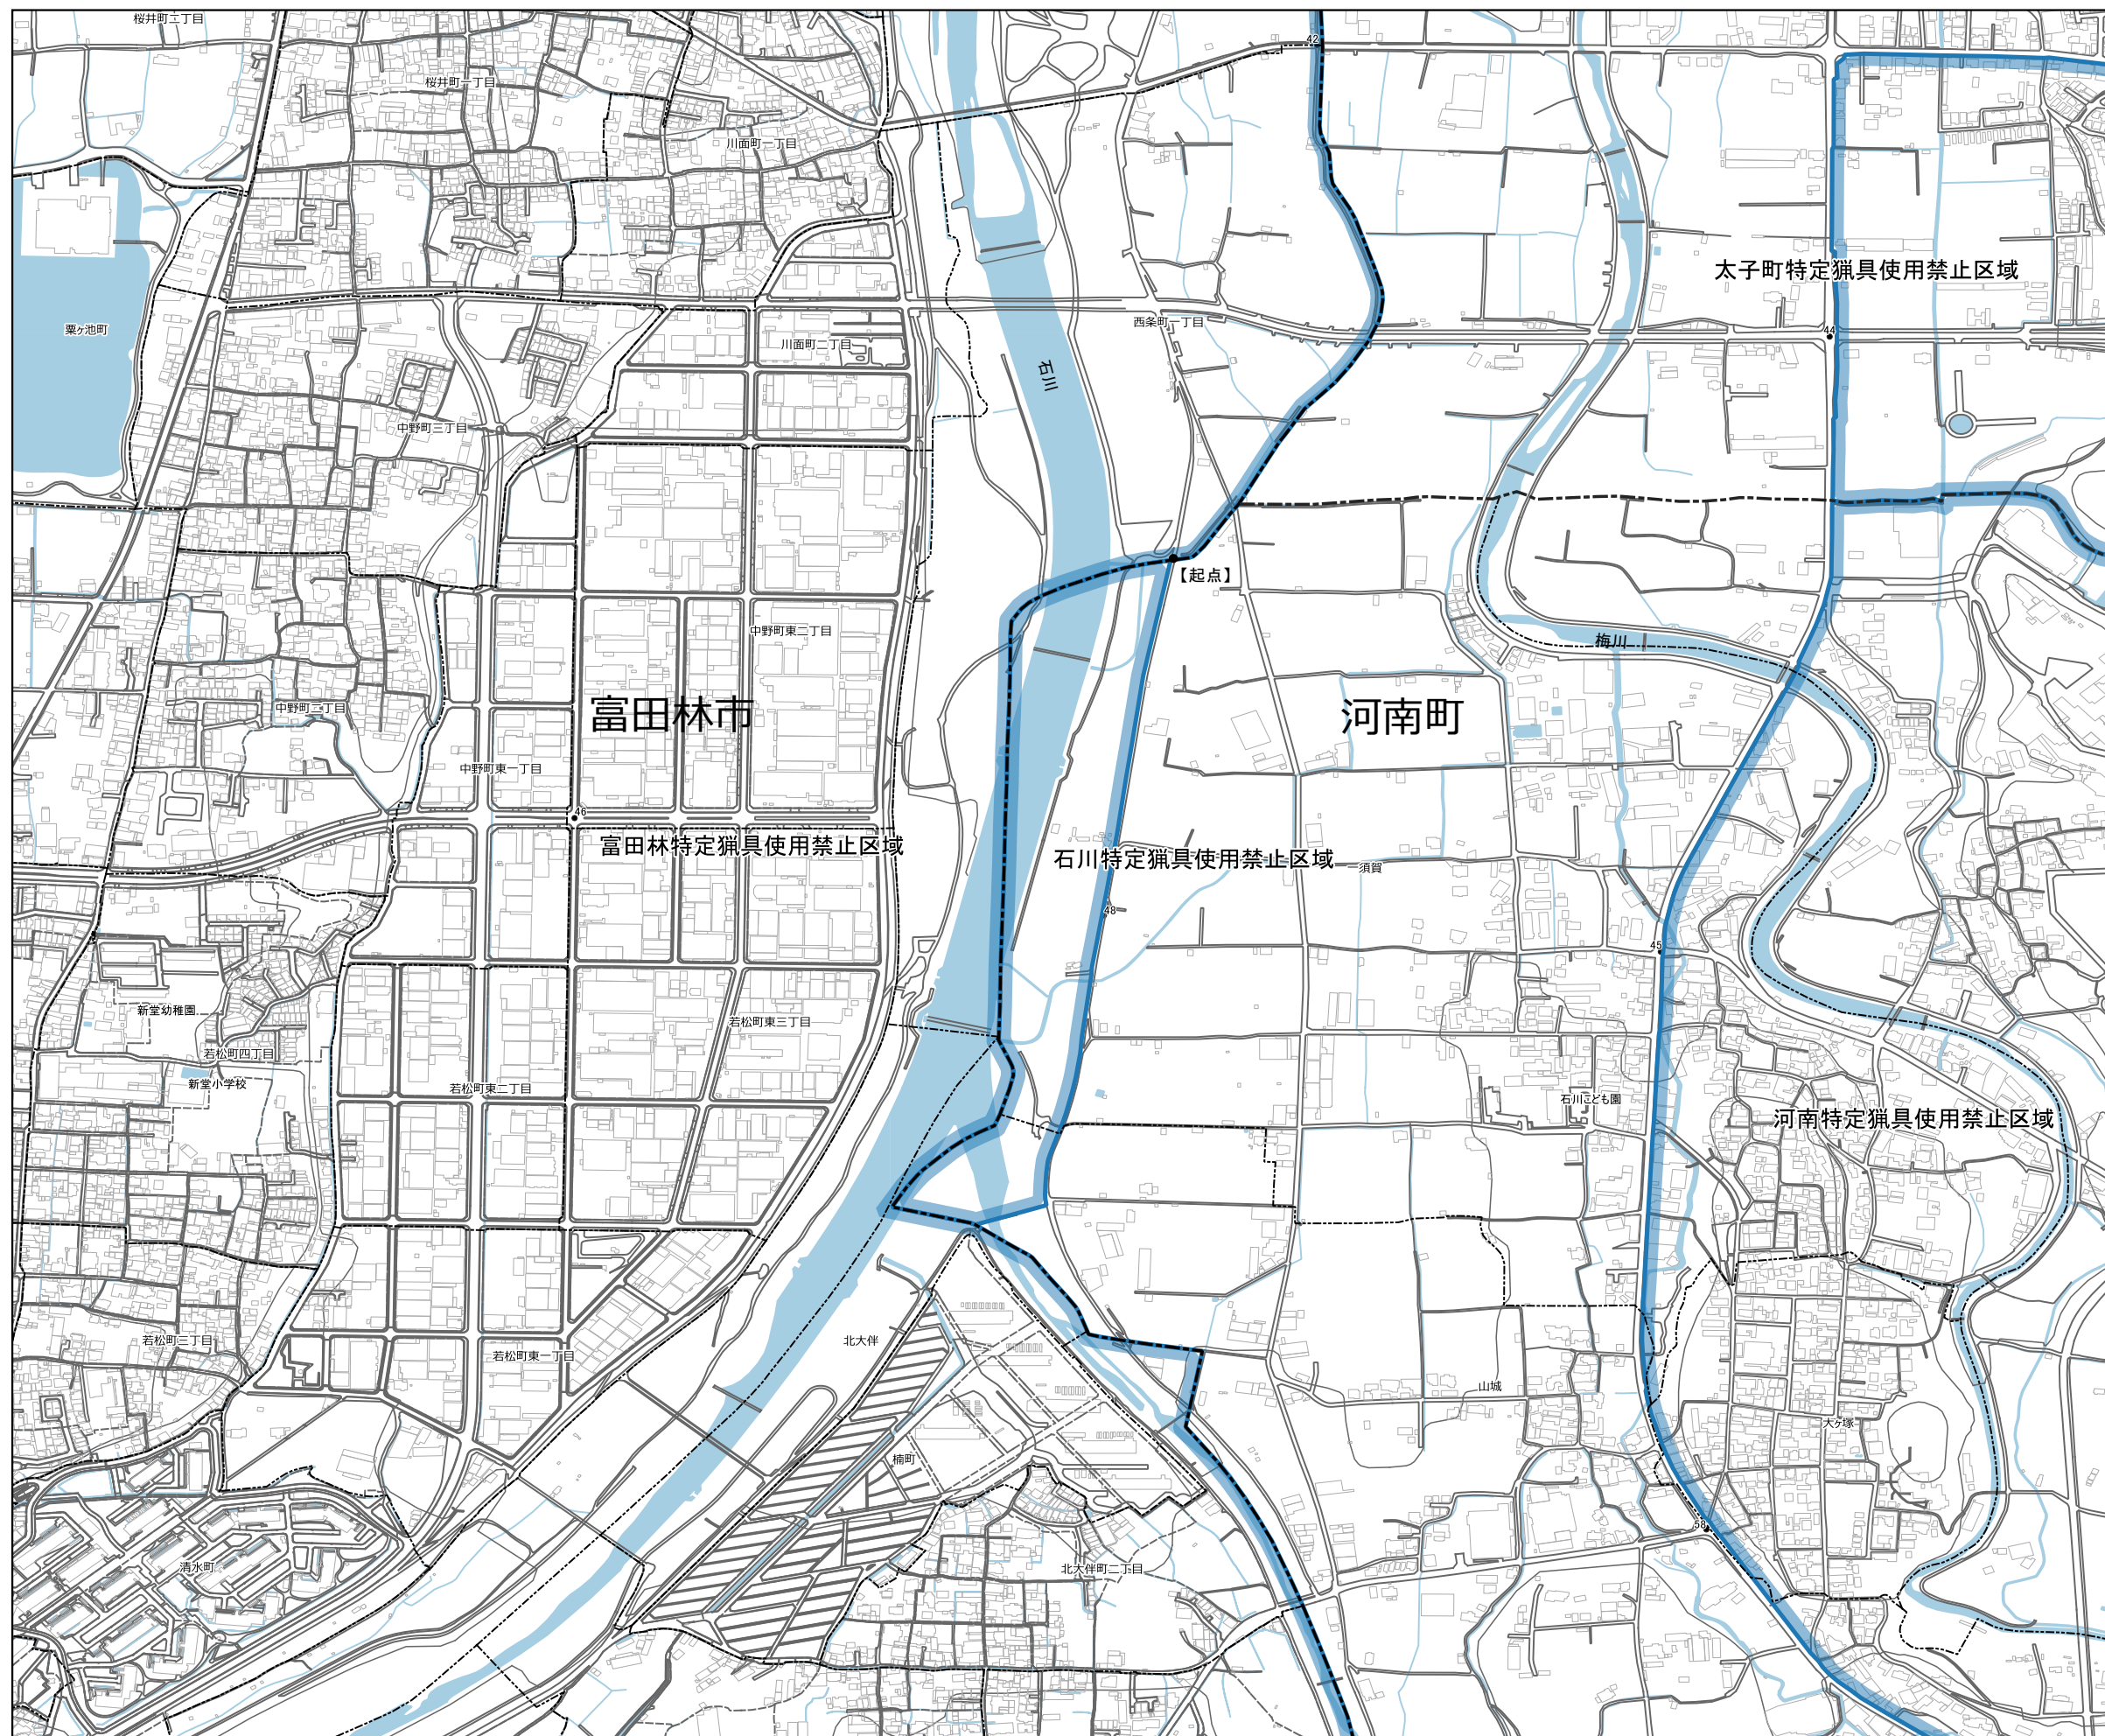 桜井町二丁目
42
桜井町一丁目
川面町一丁目
太子町特定猟具使用禁止区域
西条町一丁目
粟ヶ池町
44
川面町二丁目
石川
中野町三丁目
【起点】
中野町東二丁目
梅川
中野町二丁目
富田林市
河南町
中野町東一丁目
46
富田林特定猟具使用禁止区域
石川特定猟具使用禁止区域
一須賀
48
45
新堂幼稚園
若松町東三丁目
若松町四丁目
新堂小学校
若松町東二丁目
石川こども園
河南特定猟具使用禁止区域
若松町三丁目
北大伴
若松町東一丁目
山城
大ヶ塚
楠町
58
清水町
北大伴町二丁目